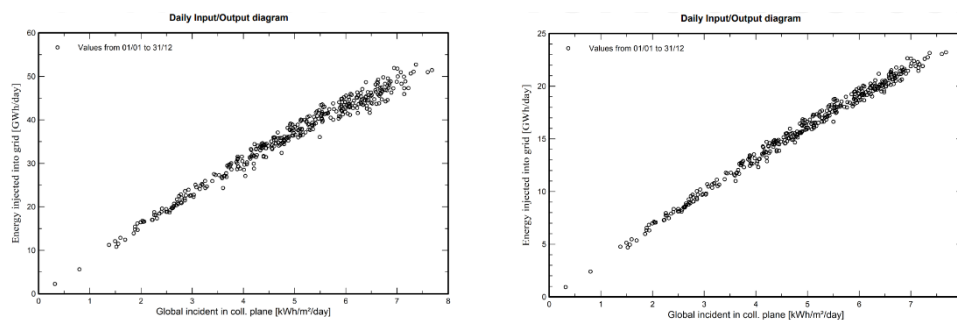 Daily Input/Output diagram
60
Values from 01/01 to 31/12
50
40
30
20
10
0
Energy injected into grid [GWh/day]
0 1 2 3 4 5 6 7 8
Global incident in coll. plane [kWh/m²/day]
Daily Input/Output diagram
25
Values from 01/01 to 31/12
20
15
10
5
0
Energy injected into grid [GWh/day]
0 1 2 3 4 5 6 7
Global incident in coll. plane [kWh/m²/day]